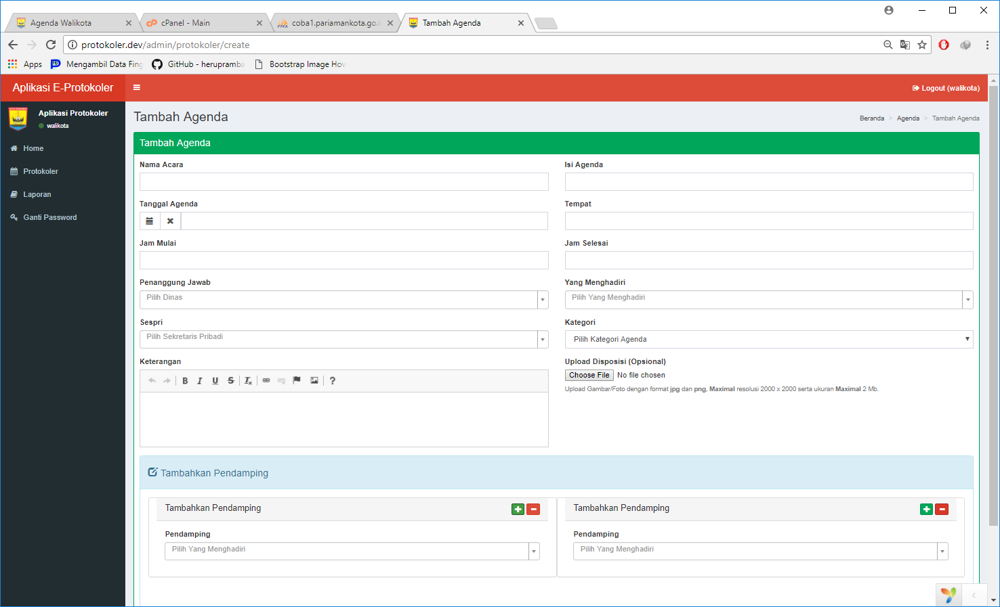 Agenda Walikota
cPanel - Main
coba1.pariamankota.go.i
Tambah Agenda
protokoler.dev/admin/protokoler/create
Apps
Mengambil Data Fing
GitHub - herupramba
Bootstrap Image Hov
Aplikasi E-Protokoler
Logout (walikota)
Aplikasi Protokoler
walikota
Home
Protokoler
Laporan
Ganti Password
Tambah Agenda
Beranda > Agenda > Tambah Agenda
Tambah Agenda
Nama Acara
Isi Agenda
Tanggal Agenda
Tempat
Jam Mulai
Jam Selesai
Penanggung Jawab
Pilih Dinas
Yang Menghadiri
Pilih Yang Menghadiri
Sespri
Pilih Sekretaris Pribadi
Kategori
Pilih Kategori Agenda
Keterangan
B I U S Ix ?
Upload Disposisi (Opsional)
Choose File No file chosen
Upload Gambar/Foto dengan format jpg dan png, Maximal resolusi 2000 x 2000 serta ukuran Maximal 2 Mb.
Tambahkan Pendamping
Tambahkan Pendamping
Pendamping
Pilih Yang Menghadiri
Tambahkan Pendamping
Pendamping
Pilih Yang Menghadiri